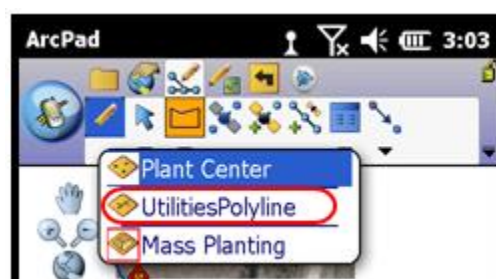 ArcPad 3:03
Plant Center
UtilitiesPolyline
Mass Planting